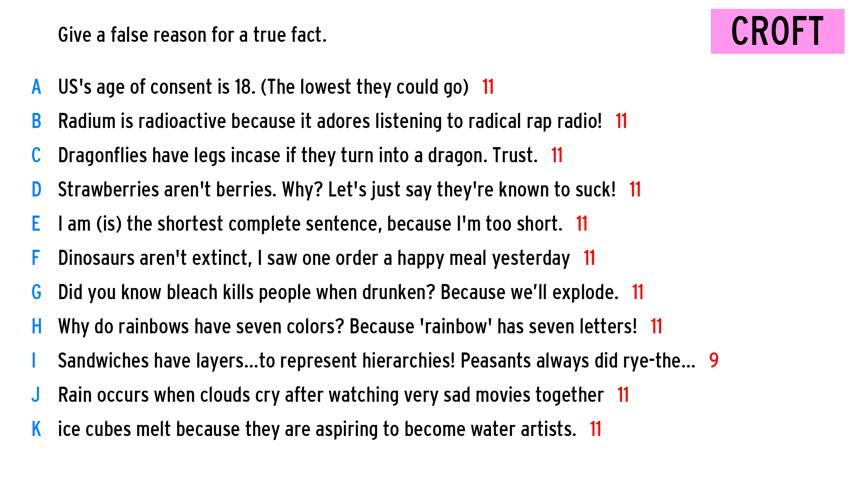 Give a false reason for a true fact.
CROFT
A US's age of consent is 18. (The lowest they could go) 11
B Radium is radioactive because it adores listening to radical rap radio! 11
C Dragonflies have legs incase if they turn into a dragon. Trust. 11
D Strawberries aren't berries. Why? Let's just say they're known to suck! 11
E I am (is) the shortest complete sentence, because I'm too short. 11
F Dinosaurs aren't extinct, I saw one order a happy meal yesterday 11
G Did you know bleach kills people when drunken? Because we’ll explode. 11
H Why do rainbows have seven colors? Because 'rainbow' has seven letters! 11
I Sandwiches have layers...to represent hierarchies! Peasants always did rye-the... 9
J Rain occurs when clouds cry after watching very sad movies together 11
K ice cubes melt because they are aspiring to become water artists. 11